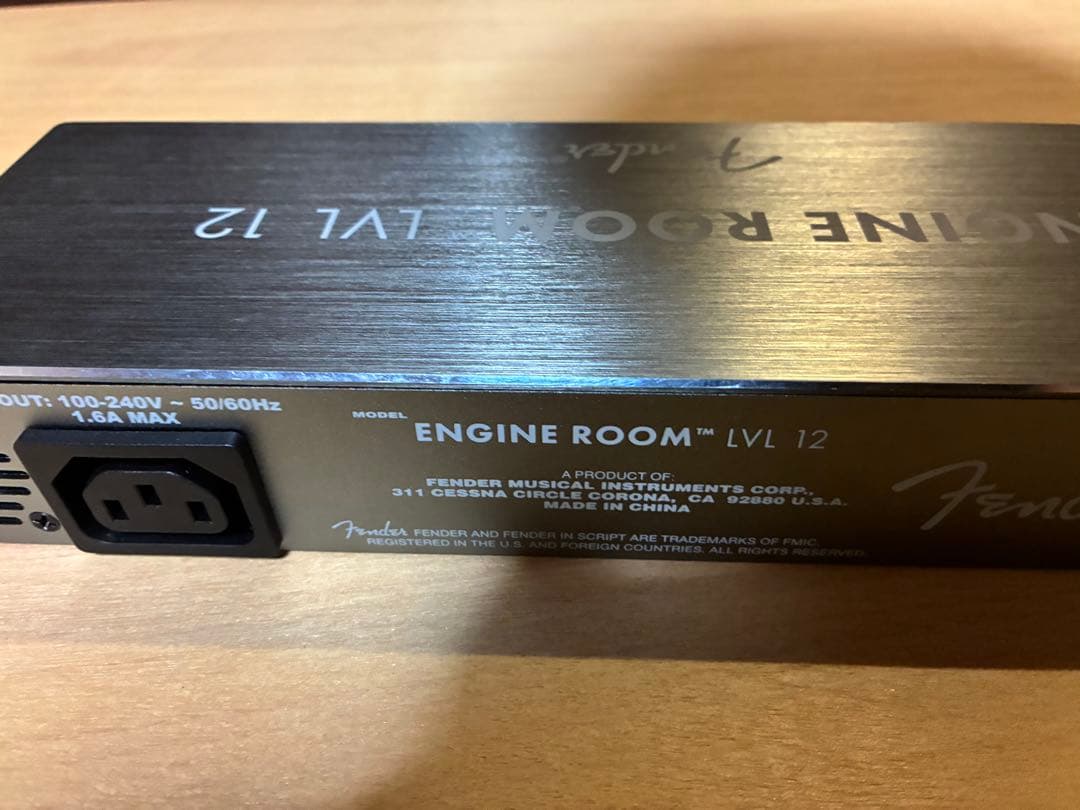 Fender
ENGINE ROOM™ LVL 12
OUT: 100-240V ~ 50/60Hz
1.6A MAX
MODEL
ENGINE ROOM™ LVL 12
A PRODUCT OF:
FENDER MUSICAL INSTRUMENTS CORP.,
311 CESSNA CIRCLE CORONA, CA 92880 U.S.A.
MADE IN CHINA
Fender FENDER AND FENDER IN SCRIPT ARE TRADEMARKS OF FMIC.
REGISTERED IN THE U.S. AND FOREIGN COUNTRIES. ALL RIGHTS RESERVED.
Fender